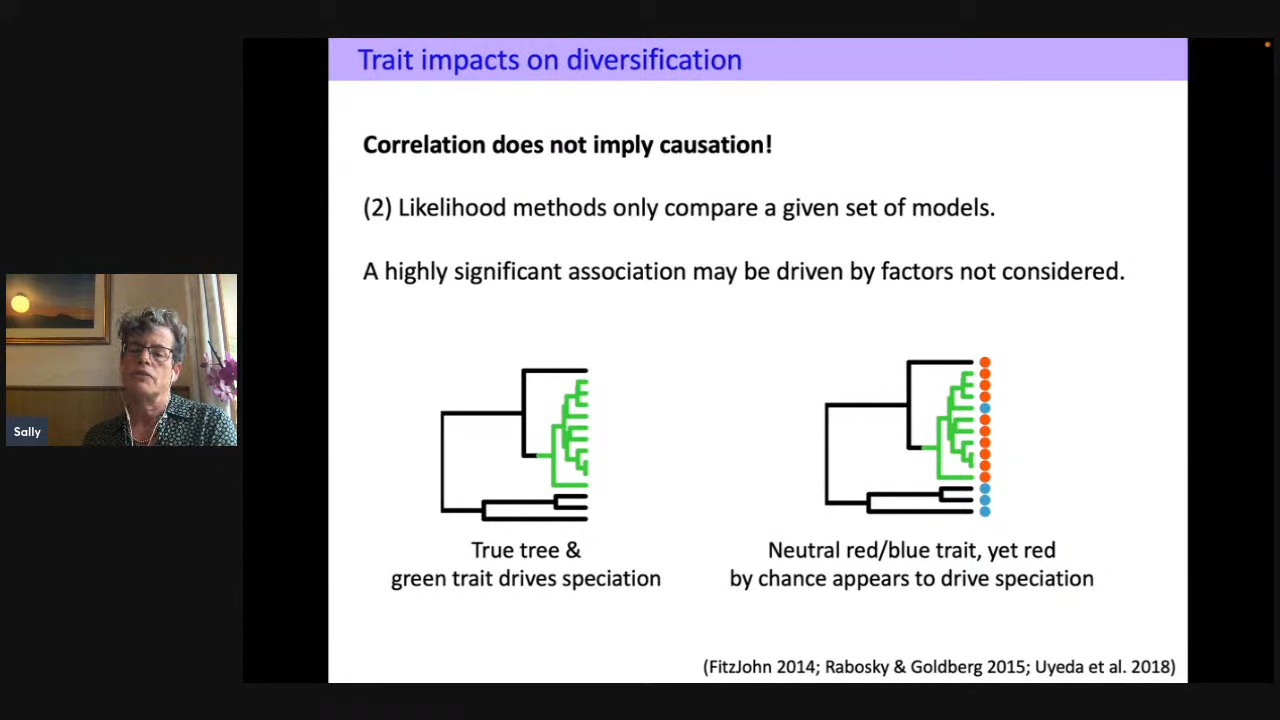 Trait impacts on diversification
Correlation does not imply causation!
(2) Likelihood methods only compare a given set of models.
A highly significant association may be driven by factors not considered.
Sally
True tree &
green trait drives speciation
Neutral red/blue trait, yet red
by chance appears to drive speciation
(FitzJohn 2014; Rabosky & Goldberg 2015; Uyeda et al. 2018)